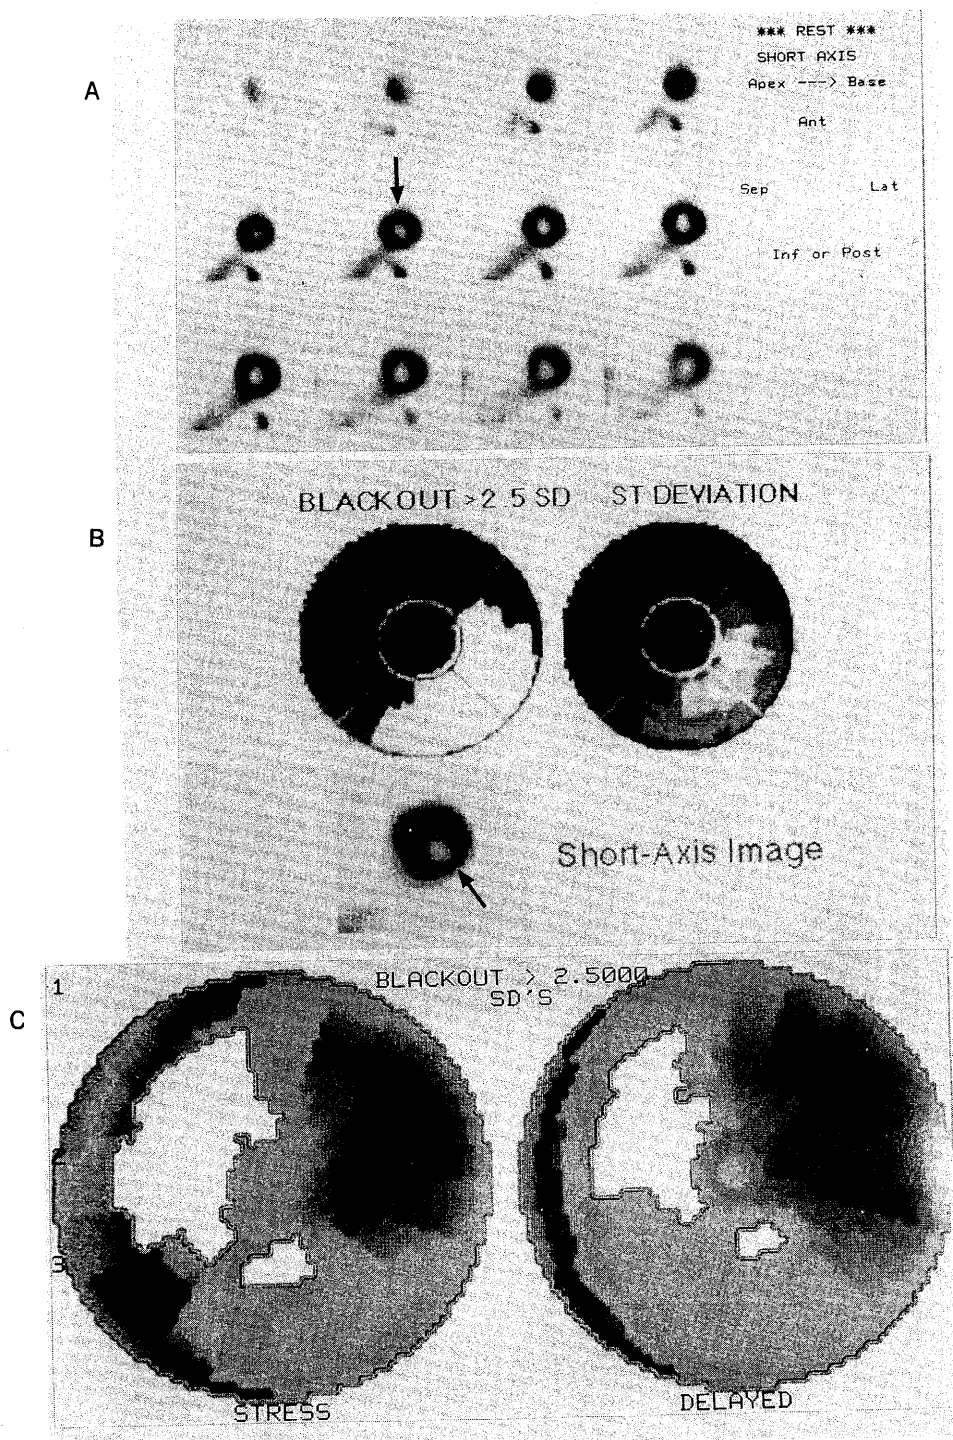 A
*** REST ***
SHORT AXIS
Apex ---> Base
Ant
Sep Lat
Inf or Post
B
BLACKOUT >2.5 SD ST DEVIATION
Short-Axis Image
C
1
BLACKOUT > 2.5000
SD'S
2
3
STRESS DELAYED